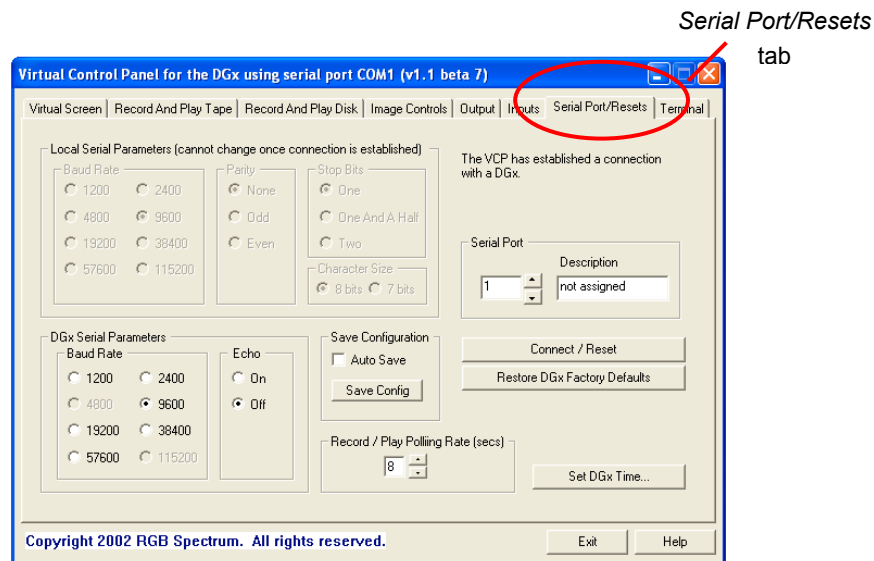 Serial Port/Resets
tab
Virtual Control Panel for the DGx using serial port COM1 (v1.1 beta 7)
Virtual Screen Record And Play Tape Record And Play Disk Image Controls Output Inputs Serial Port/Resets Terminal
Local Serial Parameters (cannot change once connection is established)
Baud Rate
1200 2400
4800 9600
19200 38400
57600 115200
Parity
None
Odd
Even
Stop Bits
One
One And A Half
Two
Character Size
8 bits 7 bits
The VCP has established a connection
with a DGx.
Serial Port
Description
1 not assigned
DGx Serial Parameters
Baud Rate
1200 2400
4800 9600
19200 38400
57600 115200
Echo
On
Off
Save Configuration
Auto Save
Save Config
Connect / Reset
Restore DGx Factory Defaults
Record / Play Polling Rate (secs)
8
Set DGx Time...
Copyright 2002 RGB Spectrum. All rights reserved.
Exit Help